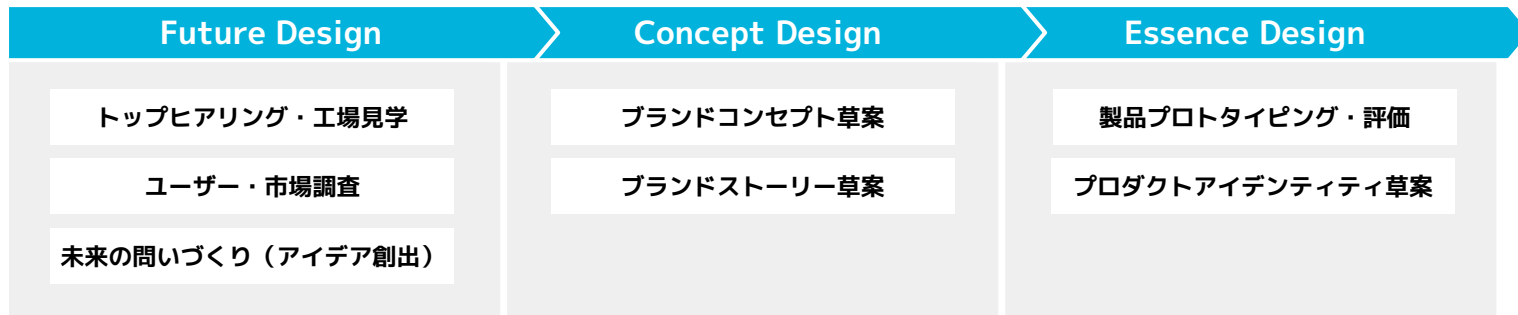 Future Design
Concept Design
Essence Design
トップヒアリング・工場見学
ユーザー・市場調査
未来の問いづくり（アイデア創出）
ブランドコンセプト草案
ブランドストーリー草案
製品プロトタイピング・評価
プロダクトアイデンティティ草案